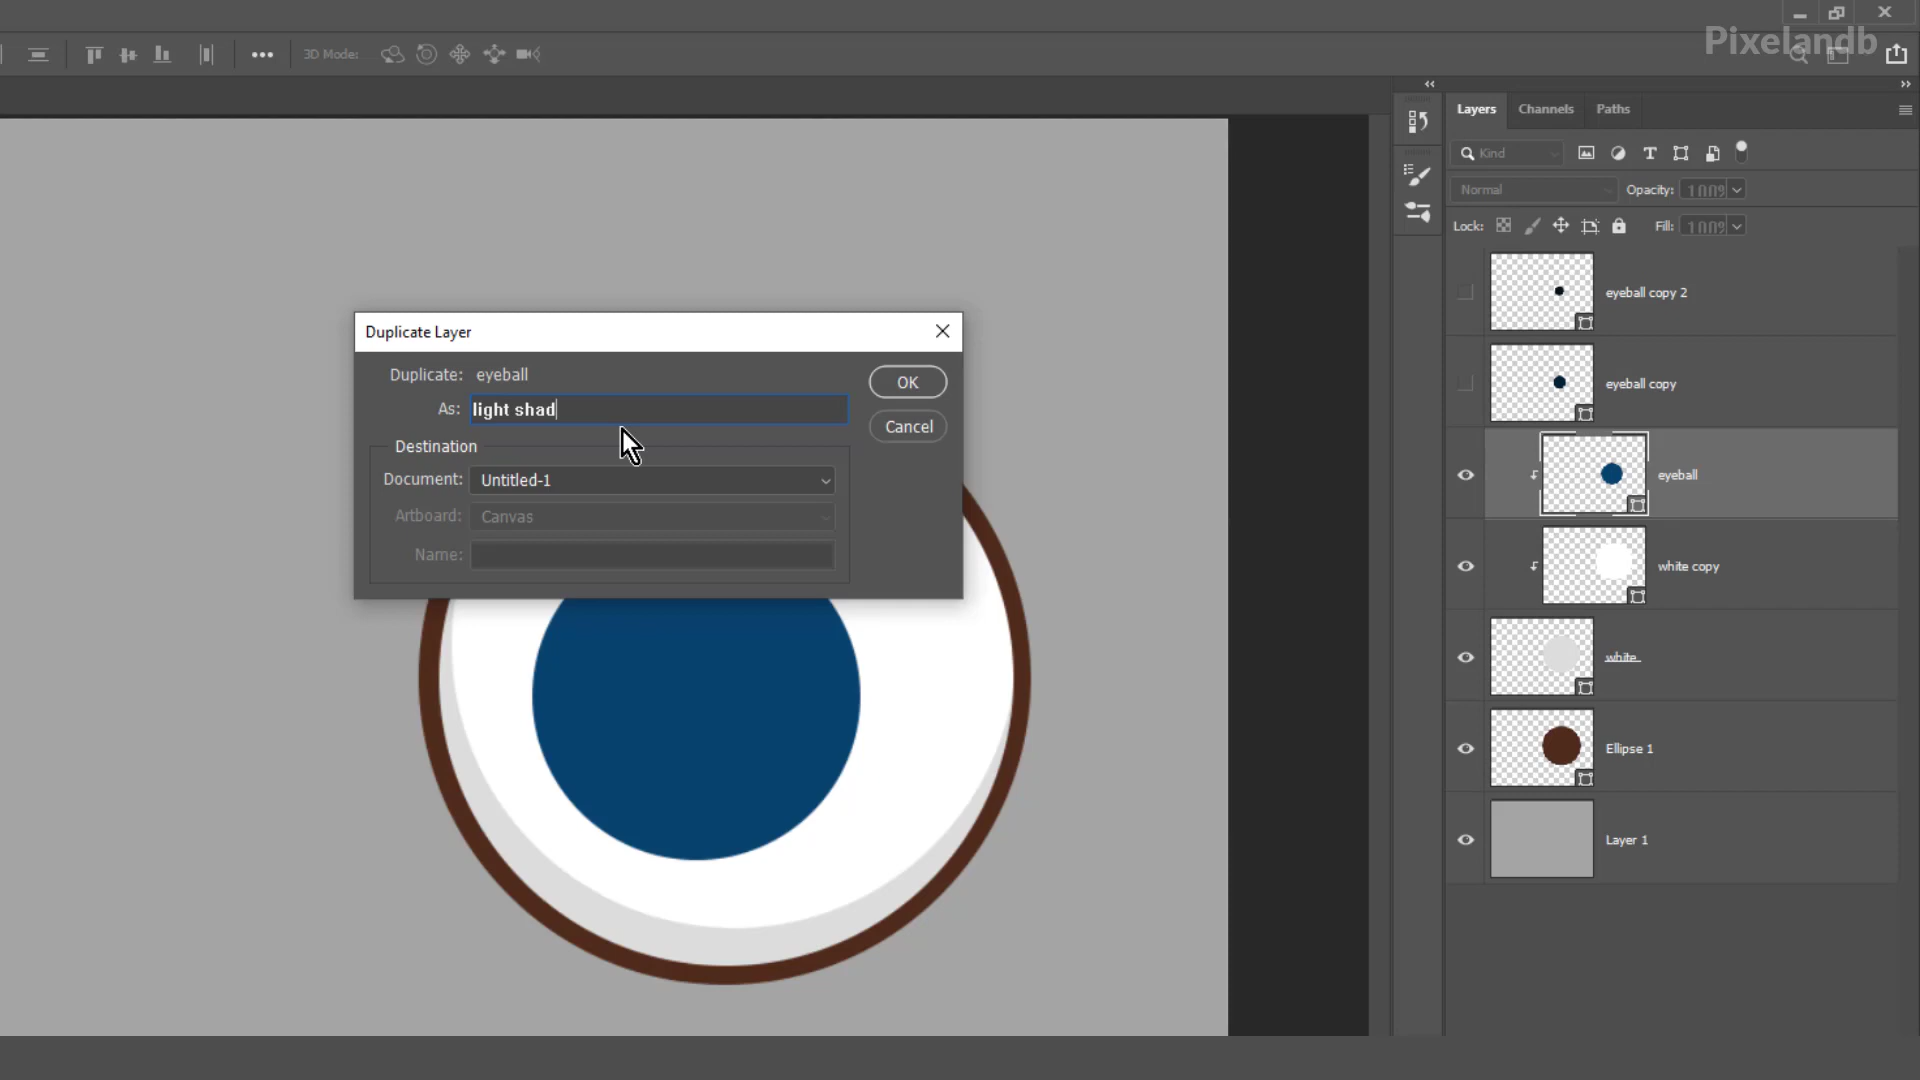 Pixelandb
3D Mode:
Layers Channels Paths
Kind
Normal Opacity: 100%
Lock: Fill: 100%
eyeball copy 2
eyeball copy
eyeball
white copy
white
Ellipse 1
Layer 1
Duplicate Layer
Duplicate: eyeball
As: light shad
OK
Cancel
Destination
Document: Untitled-1
Artboard: Canvas
Name: